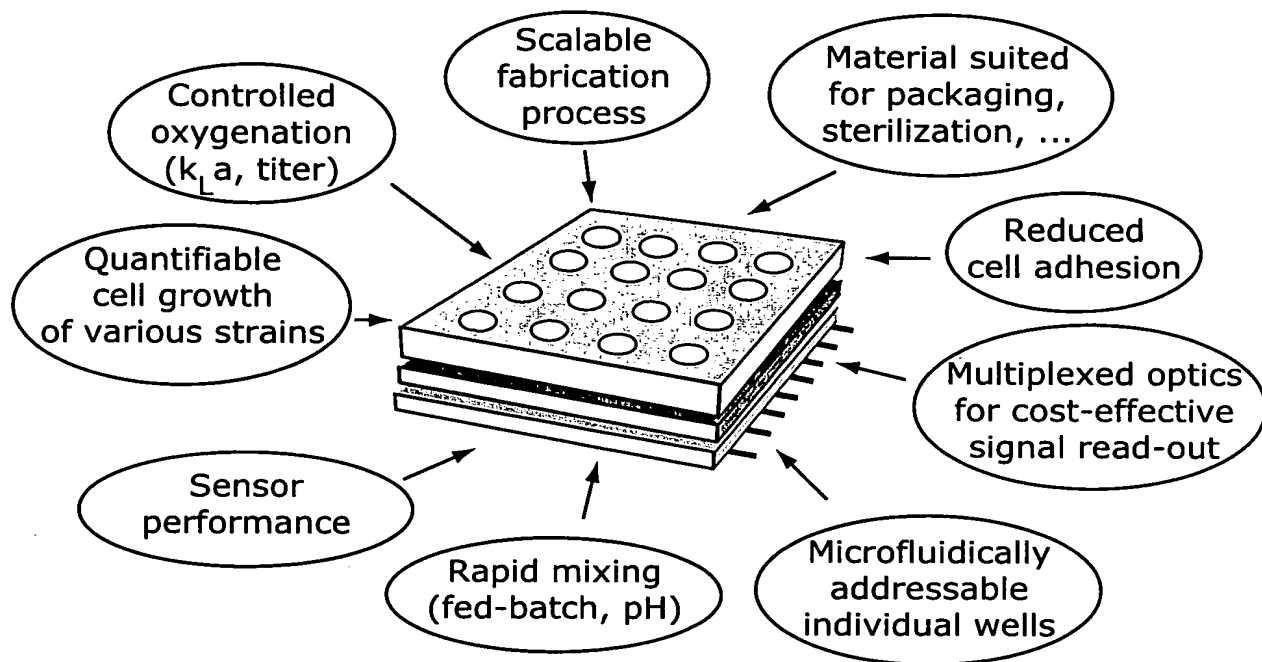 Scalable
fabrication
process
Material suited
for packaging,
sterilization, ...
Controlled
oxygenation
(kLa, titer)
Reduced
cell adhesion
Quantifiable
cell growth
of various strains
Multiplexed optics
for cost-effective
signal read-out
Sensor
performance
Rapid mixing
(fed-batch, pH)
Microfluidically
addressable
individual wells